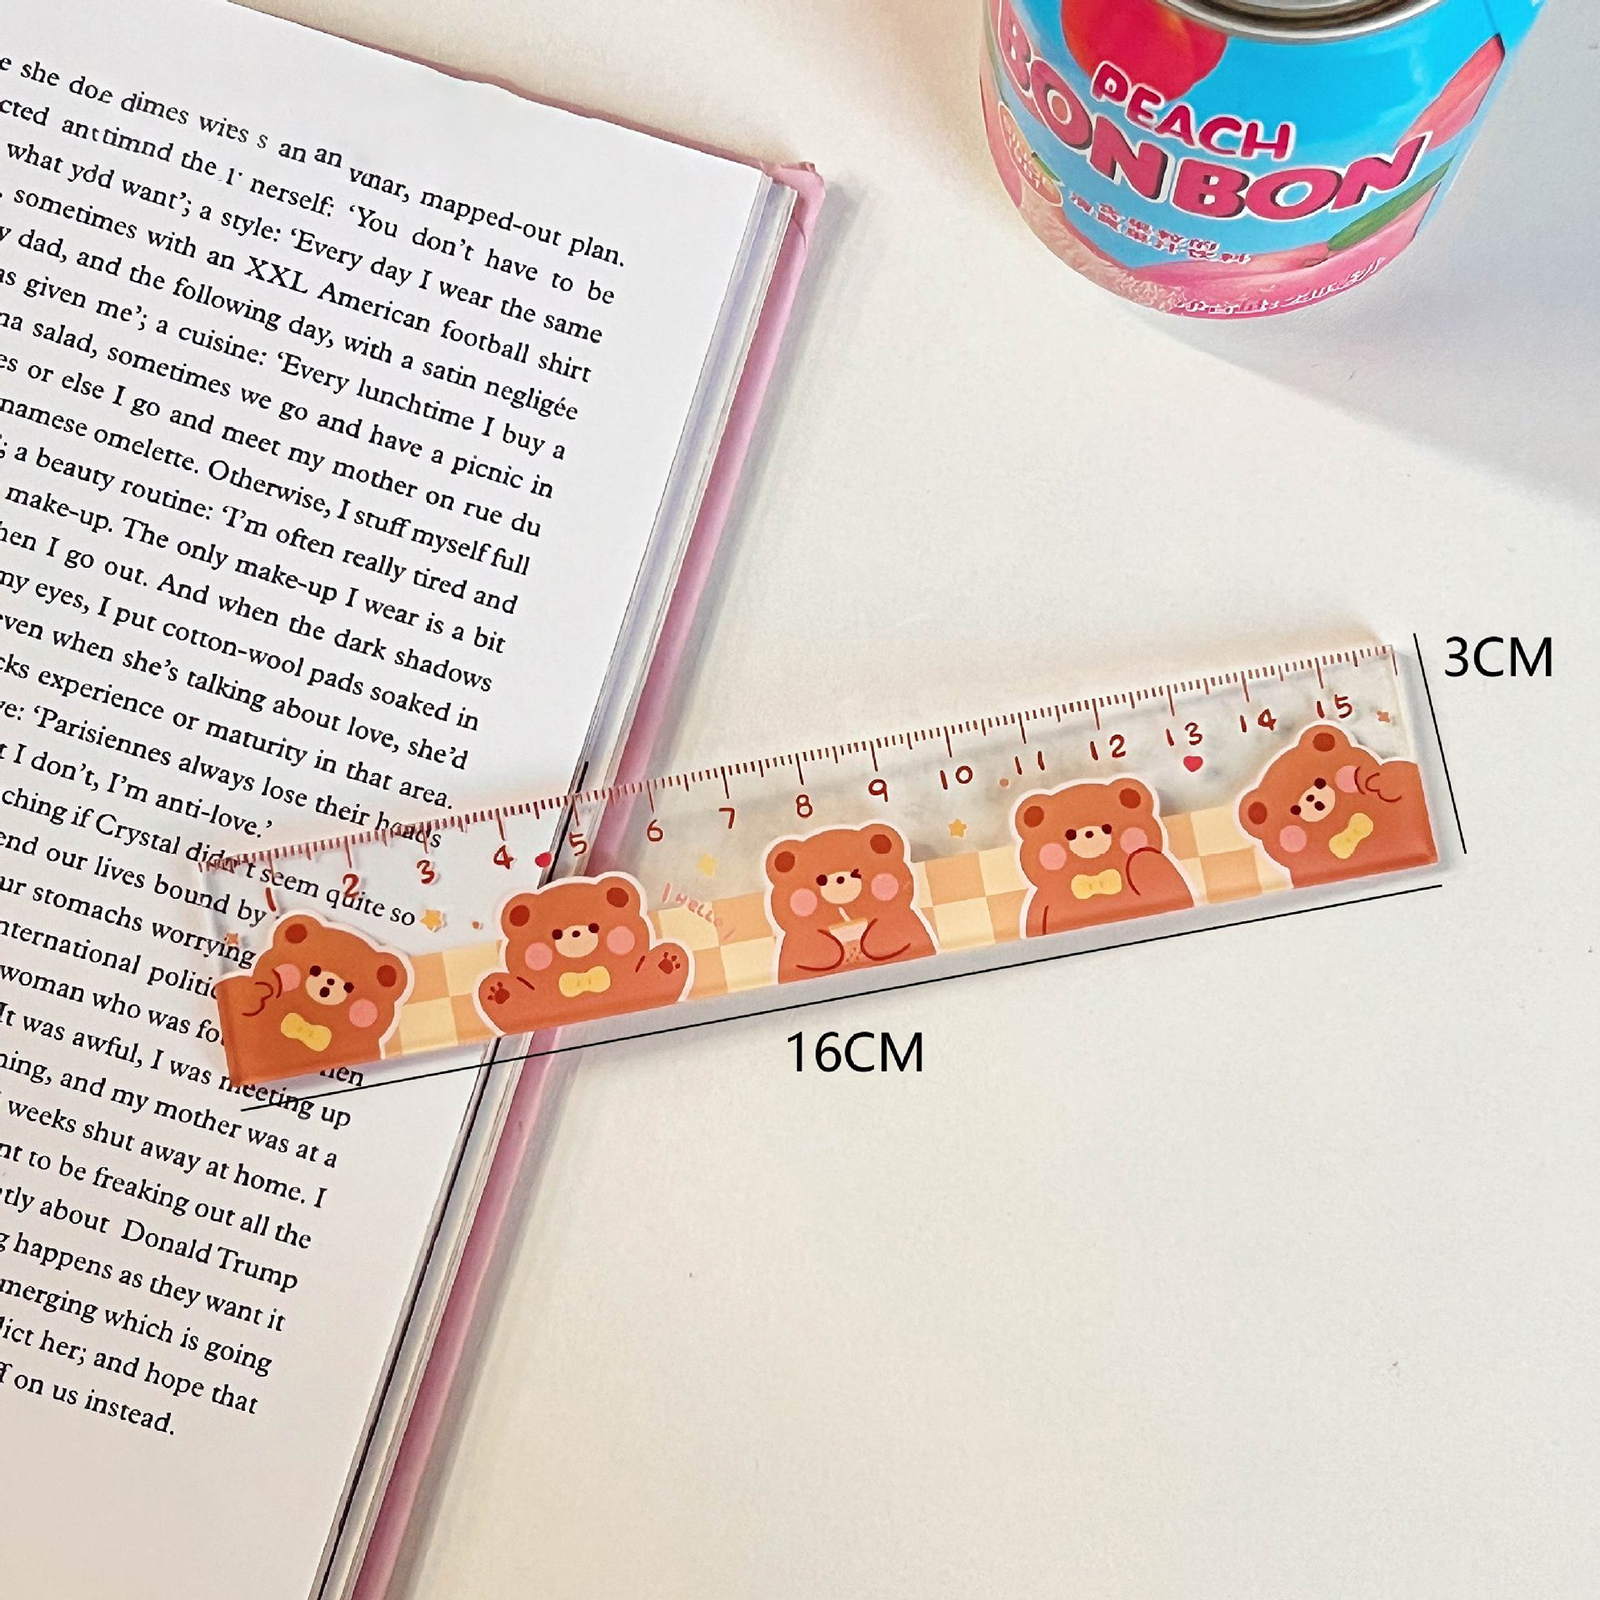 e she doe dimes wies s an an vınar, mapped-out plan.
cted anttimnd the nerself: ‘You don’t have to be
what ydd want’; a style: ‘Every day I wear the same
, sometimes with an XXL American football shirt
y dad, and the following day, with a satin negligée
as given me’; a cuisine: ‘Every lunchtime I buy a
na salad, sometimes we go and have a picnic in
es or else I go and meet my mother on rue du
namese omelette. Otherwise, I stuff myself full
’; a beauty routine: ‘I’m often really tired and
make-up. The only make-up I wear is a bit
hen I go out. And when the dark shadows
my eyes, I put cotton-wool pads soaked in
even when she’s talking about love, she’d
cks experience or maturity in that area.
ve: ‘Parisiennes always lose their heads
t I don’t, I’m anti-love.’
ching if Crystal didn’t seem quite so
end our lives bound by
ur stomachs worrying
nternational politic
woman who was fo
It was awful, I was meeting up
ning, and my mother was at a
weeks shut away at home. I
nt to be freaking out all the
tly about Donald Trump
g happens as they want it
merging which is going
lict her; and hope that
f on us instead.
PEACH
BONBON
1 2 3 4 5 6 7 8 9 10 11 12 13 14 15
HELLO
3CM
16CM